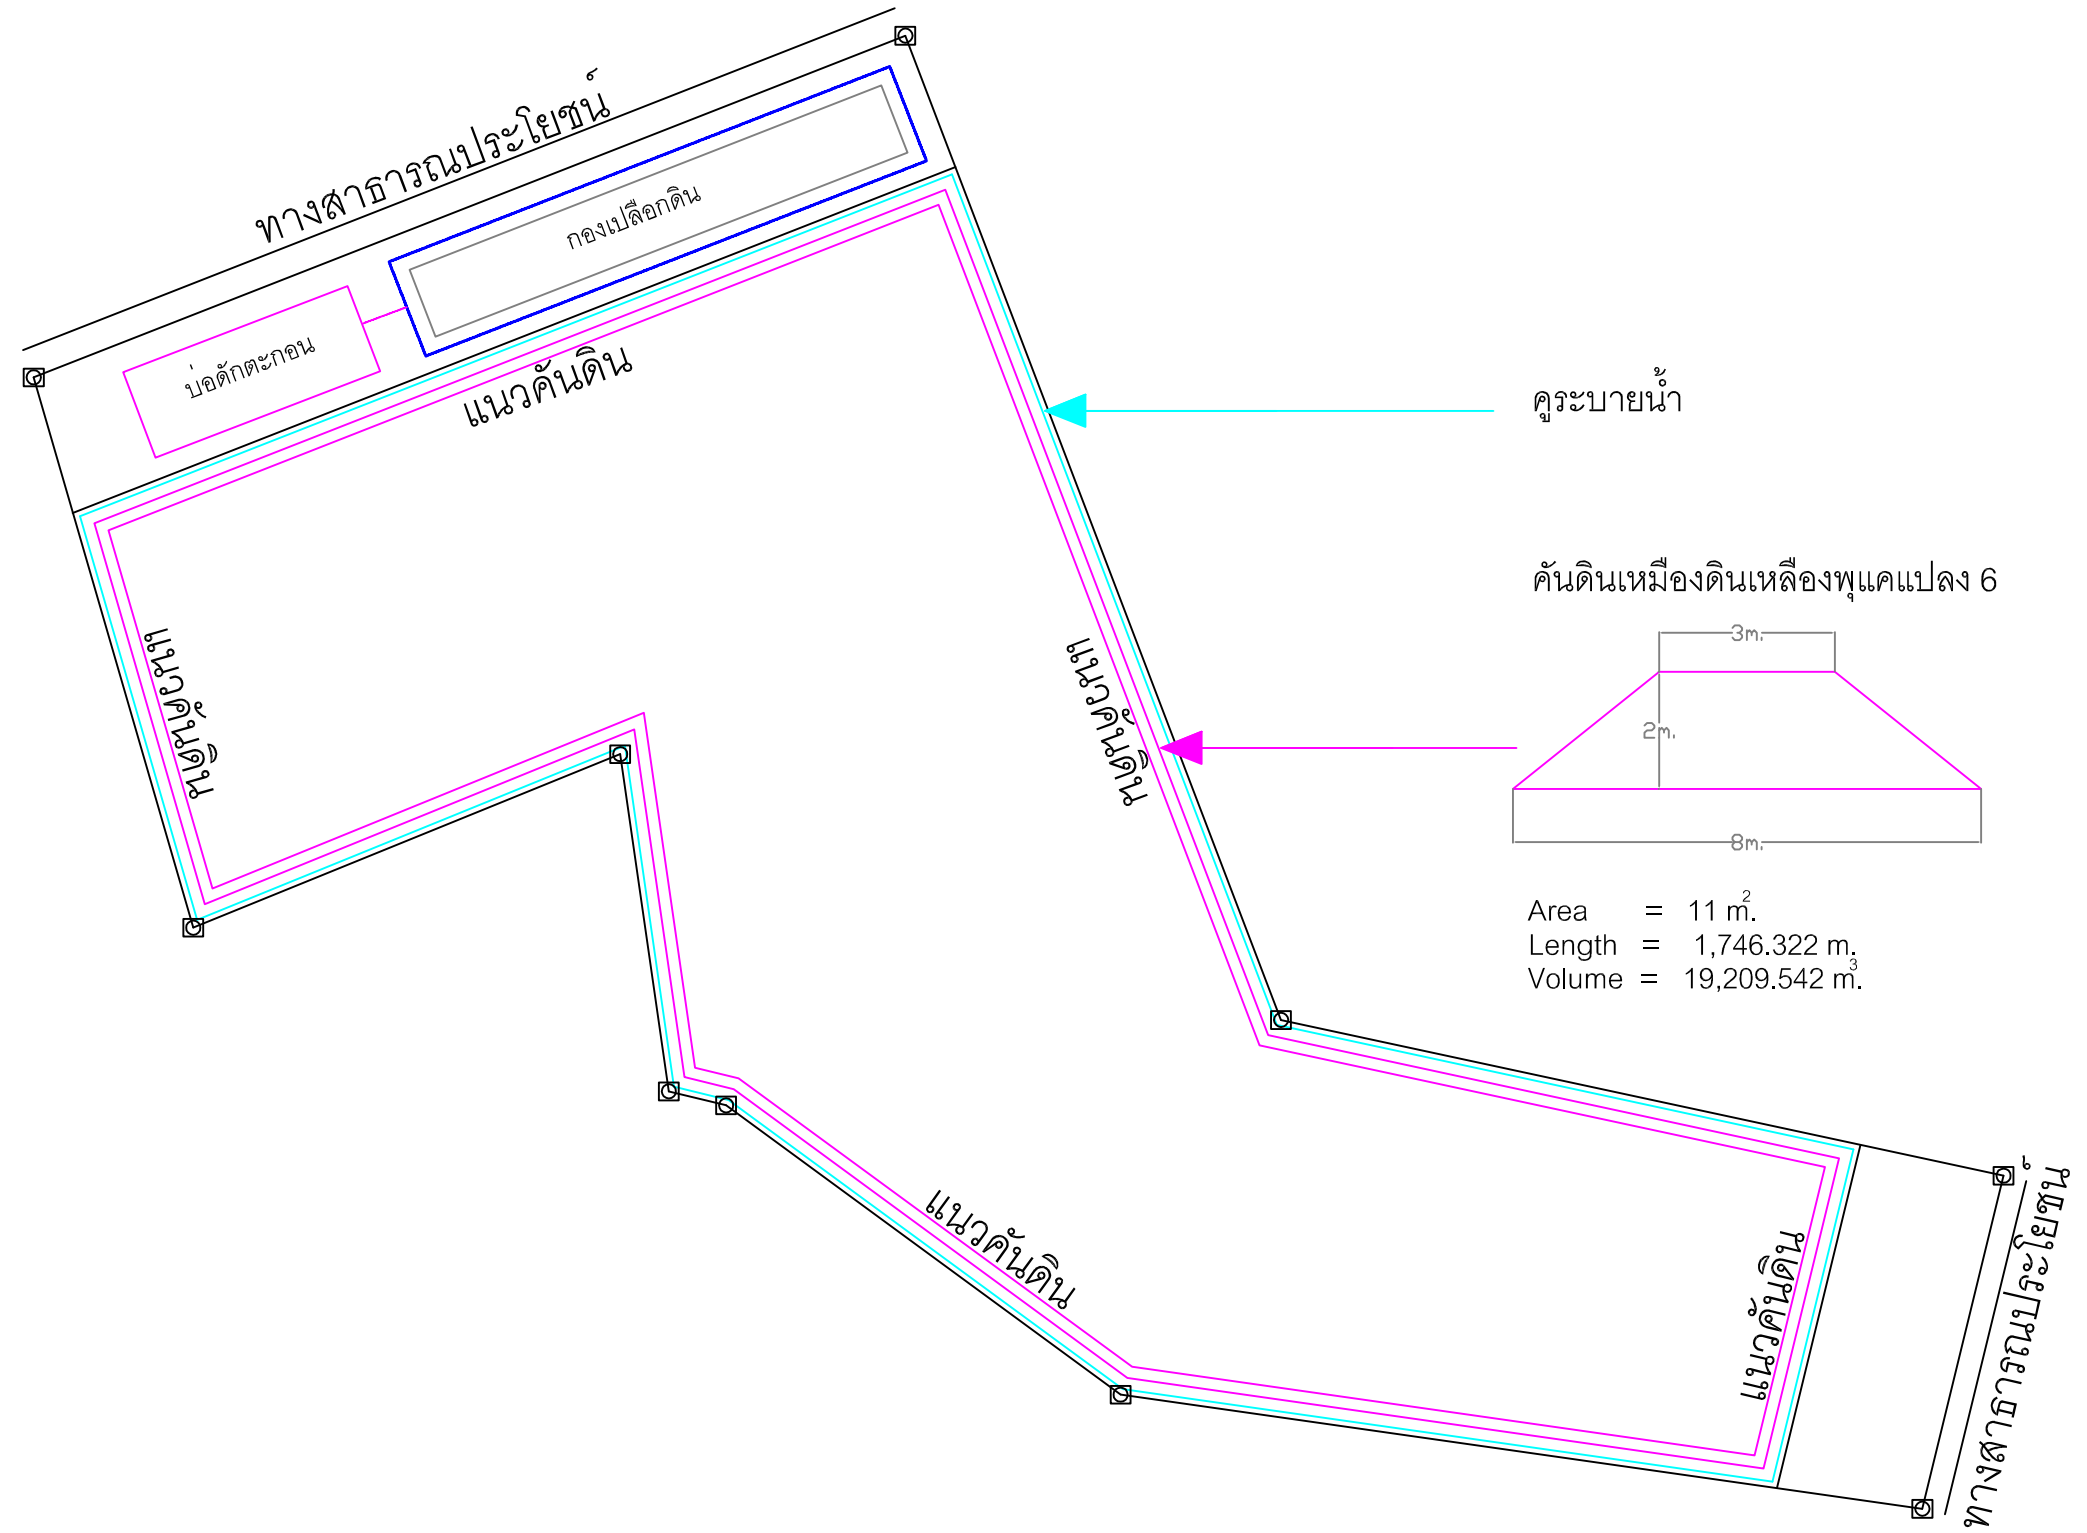 ทางสาธารณประโยชน์
กองเปลือกดิน
บ่อดักตะกอน
แนวคันดิน
คูระบายน้ำ
คันดินเหมืองดินเหลืองพุแคแปลง 6
3m.
2m.
8m.
แนวคันดิน
แนวคันดิน
Area = 11 m².
Length = 1,746.322 m.
Volume = 19,209.542 m³.
แนวคันดิน
แนวคันดิน
ทางสาธารณประโยชน์